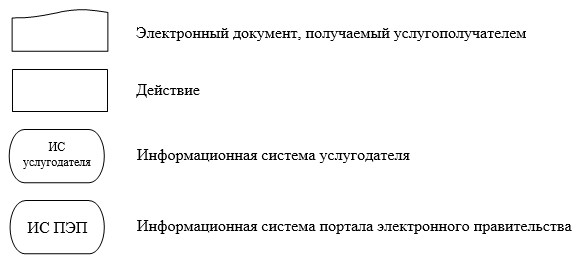 Электронный документ, получаемый услугополучателем
Действие
ИС
услугодателя
Информационная система услугодателя
ИС ПЭП
Информационная система портала электронного правительства